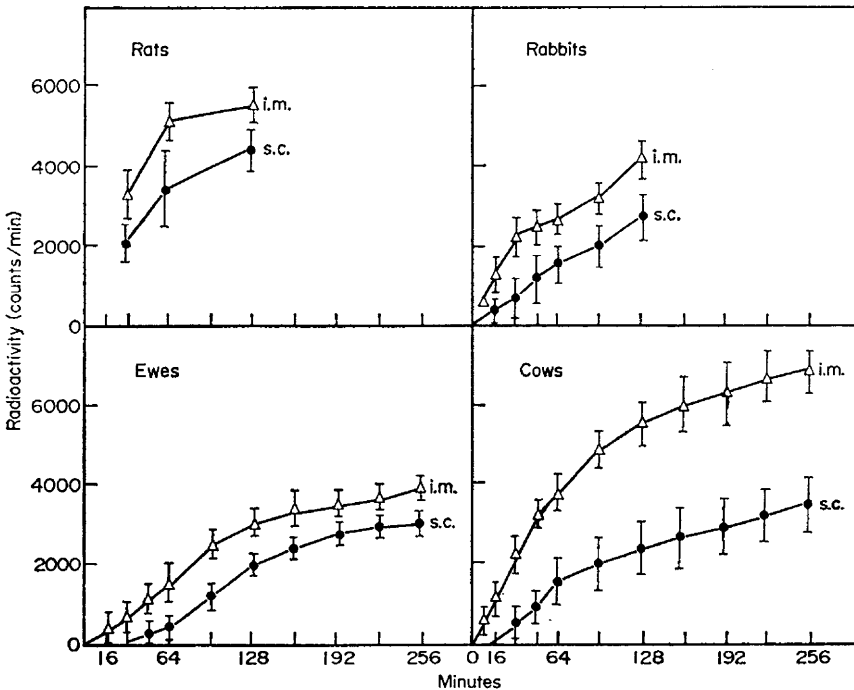 Rats
Rabbits
6000
4000
2000
0
i.m.
s.c.
i.m.
s.c.
Radioactivity (counts/min)
Ewes
Cows
6000
4000
2000
0
i.m.
s.c.
i.m.
s.c.
16 64 128 192 256
0 16 64 128 192 256
Minutes